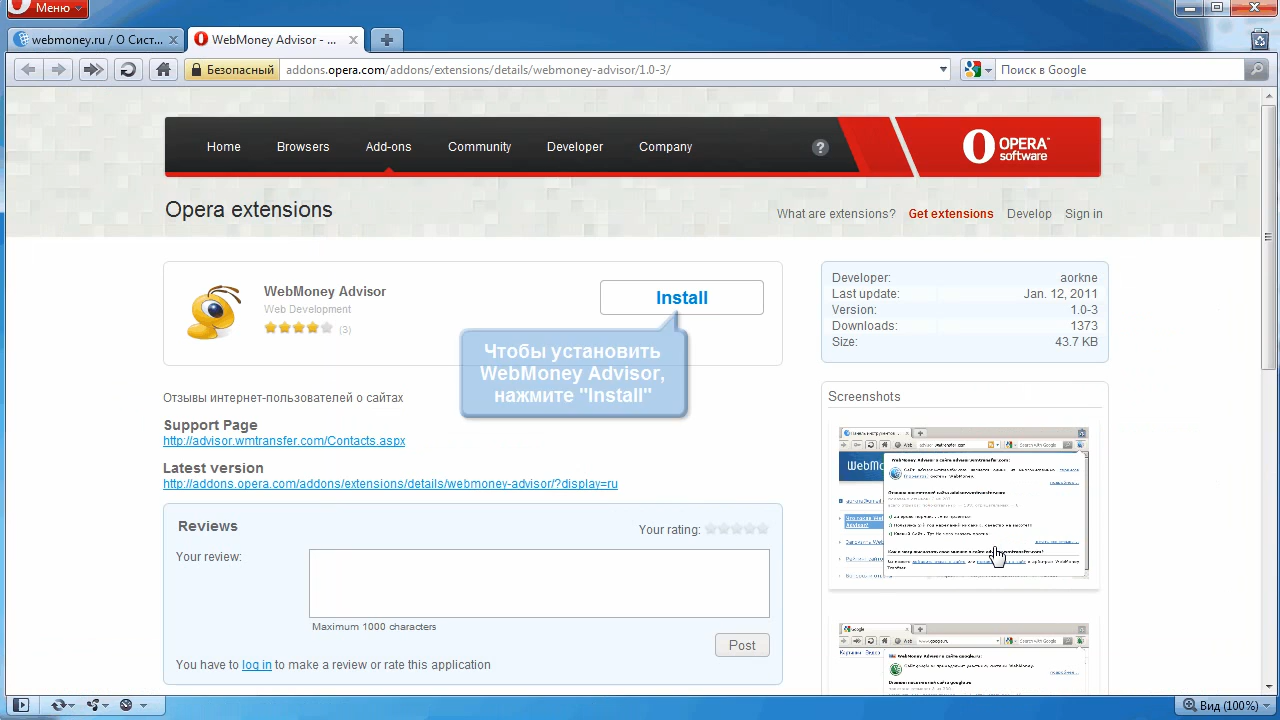 Меню
webmoney.ru / О Сист...
WebMoney Advisor - ...
Безопасный
addons.opera.com/addons/extensions/details/webmoney-advisor/1.0-3/
Поиск в Google
Home
Browsers
Add-ons
Community
Developer
Company
?
OPERA
software
Opera extensions
What are extensions?
Get extensions
Develop
Sign in
WebMoney Advisor
Web Development
(3)
Install
Чтобы установить
WebMoney Advisor,
нажмите "Install"
Developer: aorkne
Last update: Jan. 12, 2011
Version: 1.0-3
Downloads: 1373
Size: 43.7 KB
Отзывы интернет-пользователей о сайтах
Support Page
http://advisor.wmtransfer.com/Contacts.aspx
Latest version
http://addons.opera.com/addons/extensions/details/webmoney-advisor/?display=ru
Reviews
Your rating:
Your review:
Maximum 1000 characters
Post
You have to log in to make a review or rate this application
Screenshots
Вид (100%)